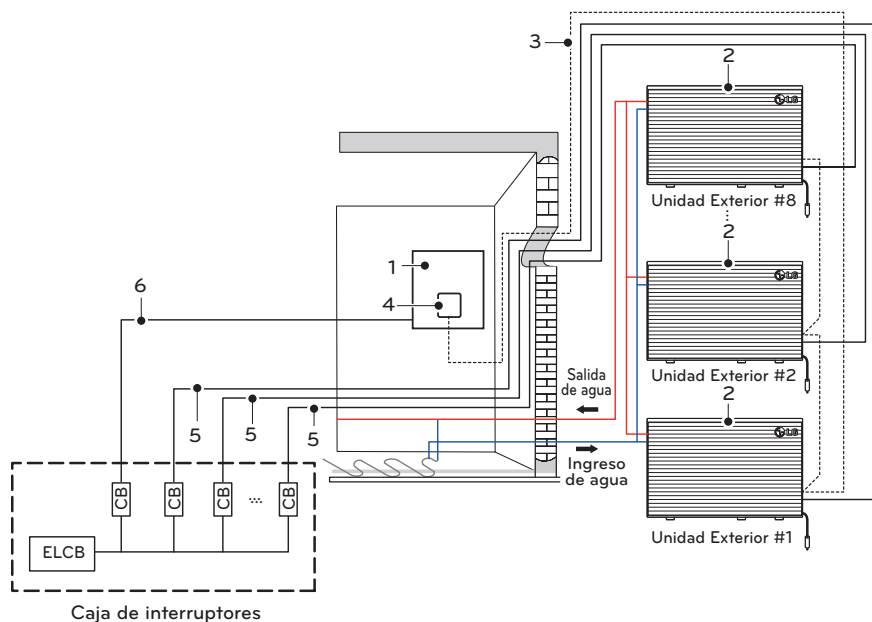 3
2
LG
Unidad Exterior #8
2
LG
1
4
6
Unidad Exterior #2
Salida
de agua
2
LG
5
5
5
Ingreso
de agua
CB
CB
CB
...
CB
ELCB
Unidad Exterior #1
Caja de interruptores